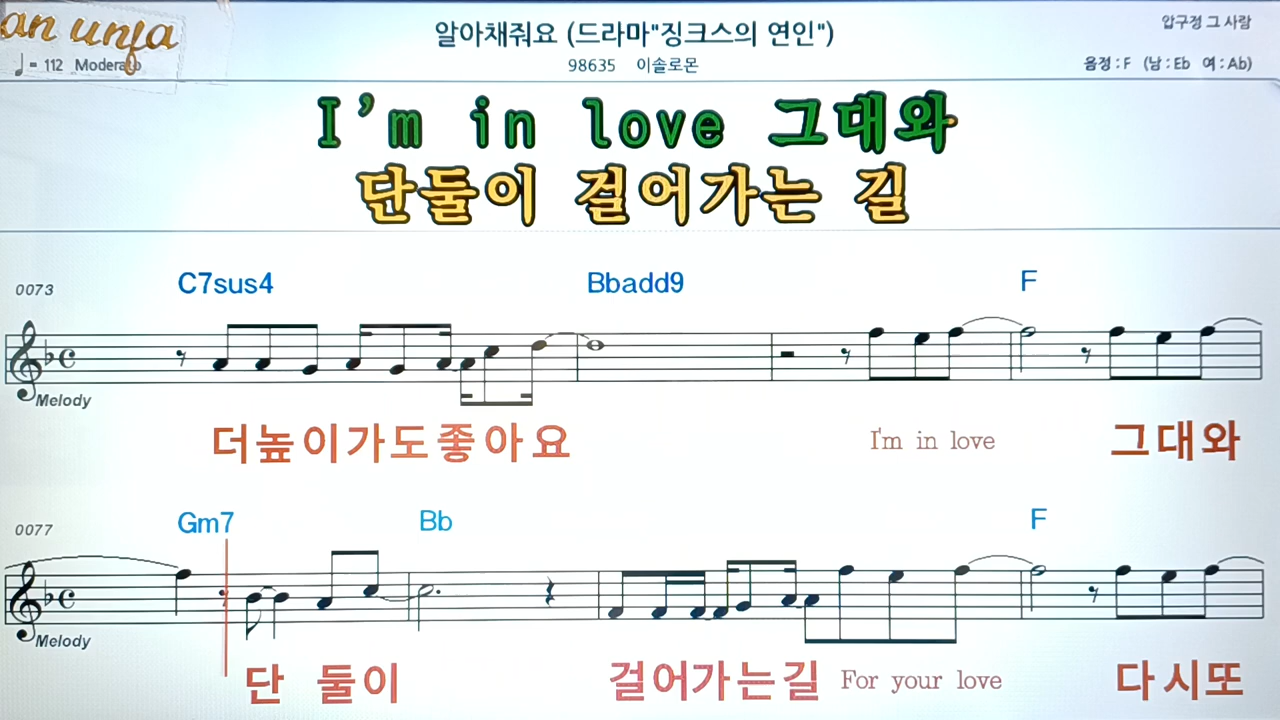 an unfa
알아채줘요 (드라마"징크스의 연인")
압구정 그 사람
♩= 112 Moderato
98635 이솔로몬
음정 : F (남 : Eb 여 : Ab)
I'm in love 그대와
단둘이 걸어가는 길
0073 C7sus4 Bbadd9 F
Melody
더높이가도좋아요 I'm in love 그대와
0077 Gm7 Bb F
Melody
단 둘이 걸어가는길 For your love 다시또